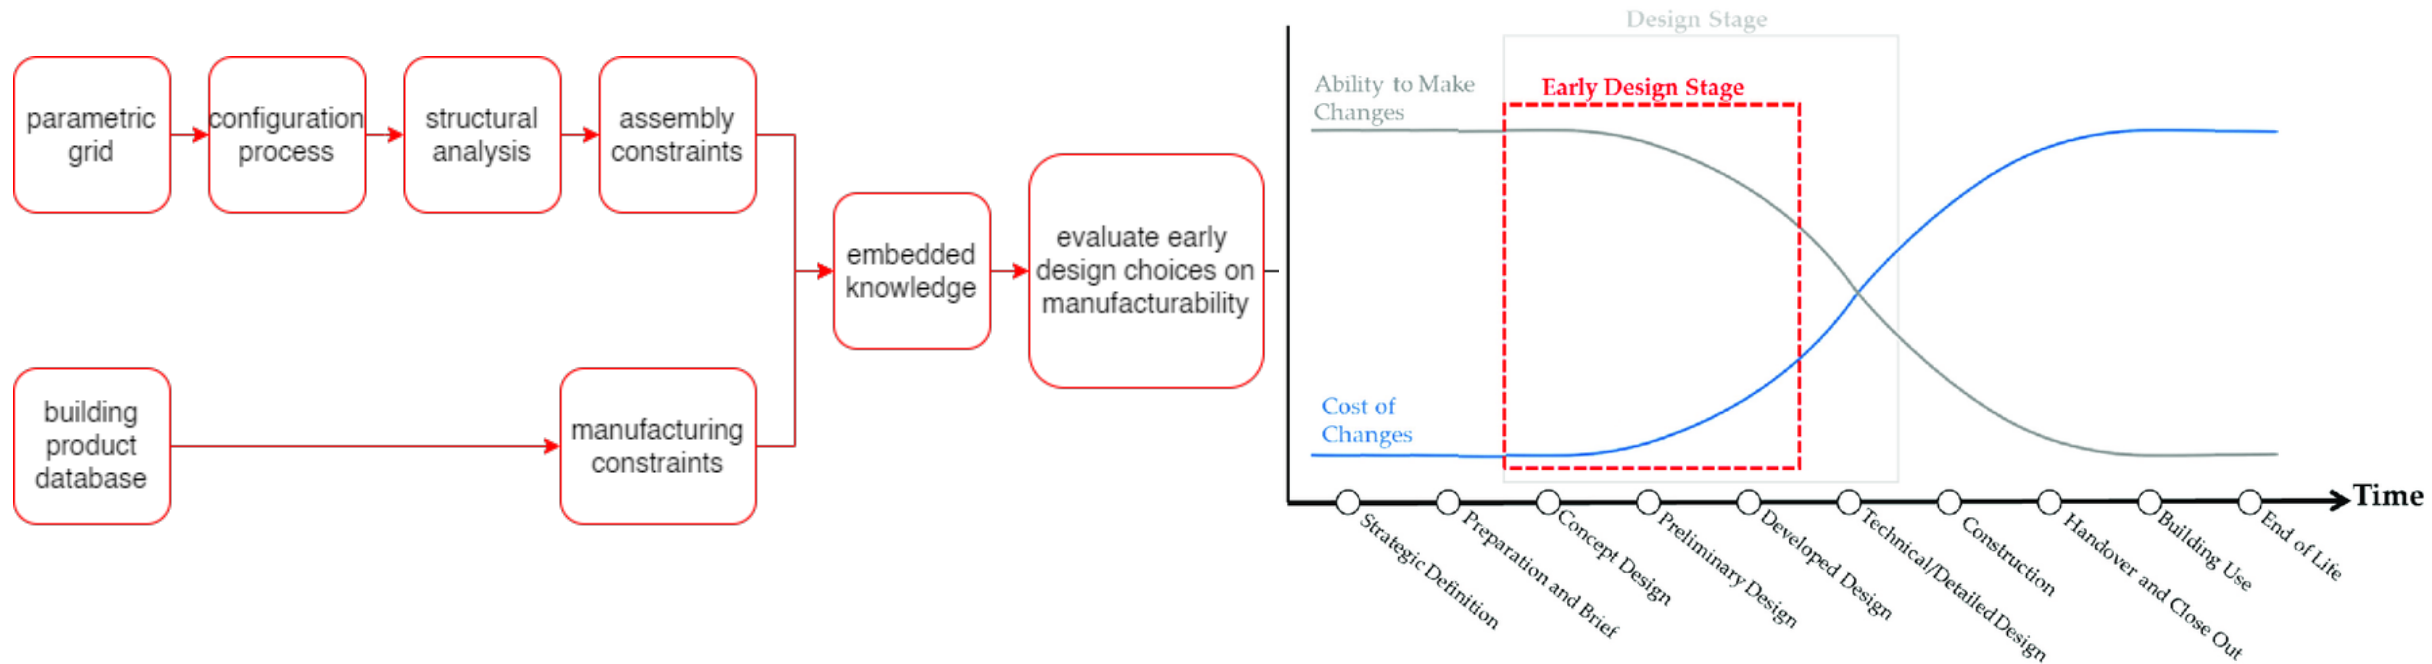 parametric
grid
configuration
process
structural
analysis
assembly
constraints
building
product
database
manufacturing
constraints
embedded
knowledge
evaluate early
design choices on
manufacturability
Design Stage
Early Design Stage
Ability to Make
Changes
Cost of
Changes
Time
Strategic Definition
Preparation and Brief
Concept Design
Preliminary Design
Developed Design
Technical/Detailed Design
Construction
Handover and Close Out
Building Use
End of Life